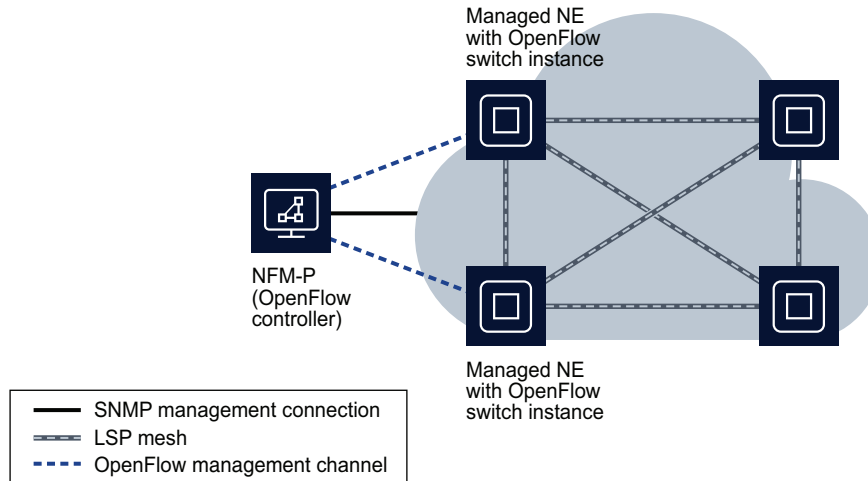 Managed NE
with OpenFlow
switch instance
NFM-P
(OpenFlow
controller)
Managed NE
with OpenFlow
switch instance
SNMP management connection
LSP mesh
OpenFlow management channel